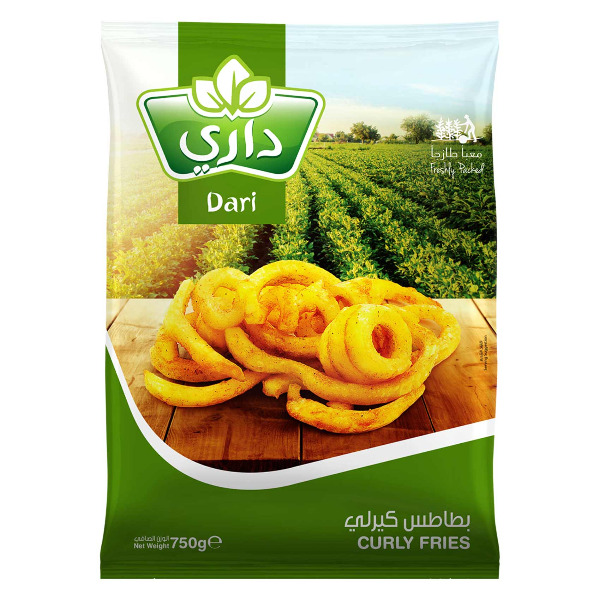 داري
Dari
معبأ طازجاً
Freshly Packed
بطاطس كيرلي
CURLY FRIES
الوزن الصافي
Net Weight 750g℮